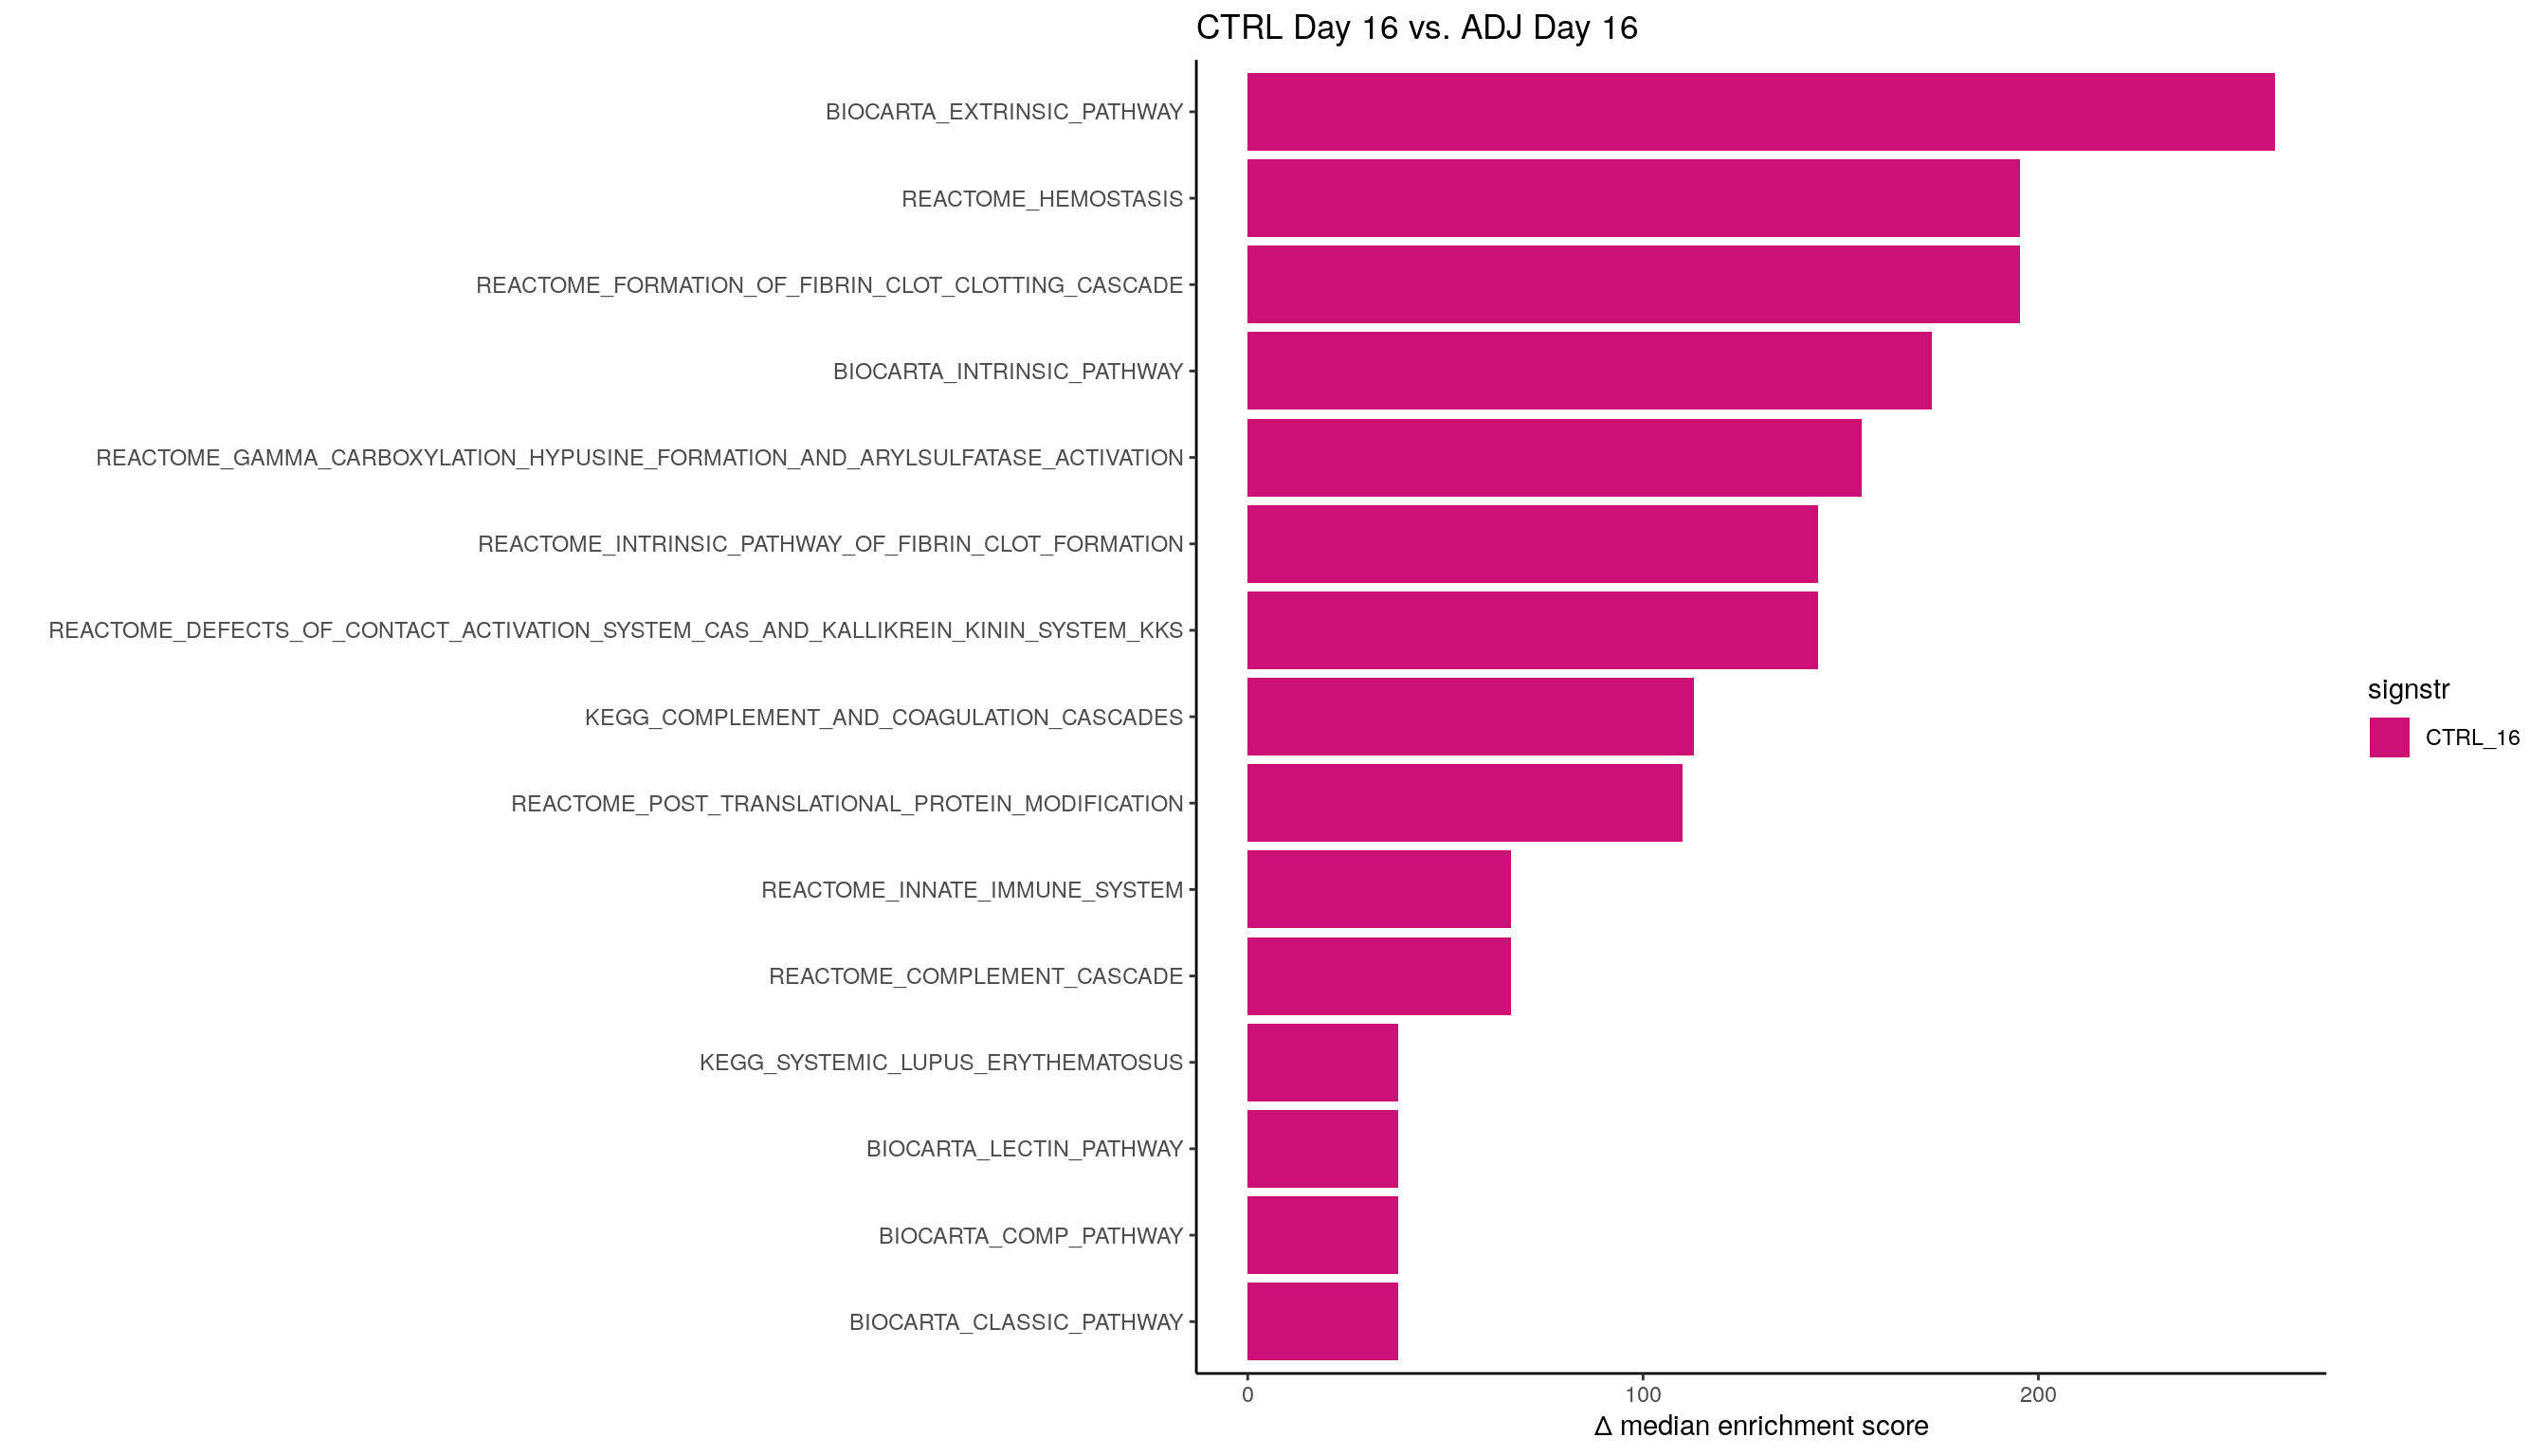 CTRL Day 16 vs. ADJ Day 16
BIOCARTA_EXTRINSIC_PATHWAY
REACTOME_HEMOSTASIS
REACTOME_FORMATION_OF_FIBRIN_CLOT_CLOTTING_CASCADE
BIOCARTA_INTRINSIC_PATHWAY
REACTOME_GAMMA_CARBOXYLATION_HYPUSINE_FORMATION_AND_ARYLSULFATASE_ACTIVATION
REACTOME_INTRINSIC_PATHWAY_OF_FIBRIN_CLOT_FORMATION
REACTOME_DEFECTS_OF_CONTACT_ACTIVATION_SYSTEM_CAS_AND_KALLIKREIN_KININ_SYSTEM_KKS
KEGG_COMPLEMENT_AND_COAGULATION_CASCADES
REACTOME_POST_TRANSLATIONAL_PROTEIN_MODIFICATION
REACTOME_INNATE_IMMUNE_SYSTEM
REACTOME_COMPLEMENT_CASCADE
KEGG_SYSTEMIC_LUPUS_ERYTHEMATOSUS
BIOCARTA_LECTIN_PATHWAY
BIOCARTA_COMP_PATHWAY
BIOCARTA_CLASSIC_PATHWAY
0 100 200
Δ median enrichment score
signstr
CTRL_16